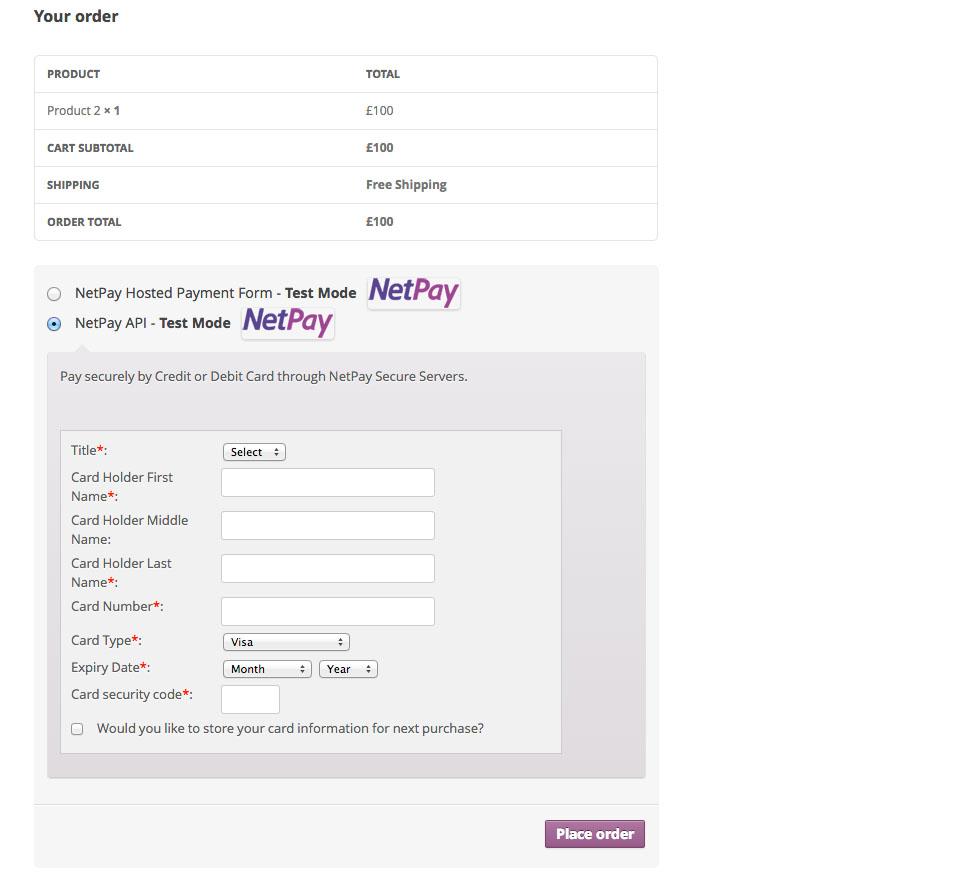 Your order
PRODUCT TOTAL
Product 2 × 1 £100
CART SUBTOTAL £100
SHIPPING Free Shipping
ORDER TOTAL £100
NetPay Hosted Payment Form - Test Mode NetPay
NetPay API - Test Mode NetPay
Pay securely by Credit or Debit Card through NetPay Secure Servers.
Title*: Select
Card Holder First
Name*:
Card Holder Middle
Name:
Card Holder Last
Name*:
Card Number*:
Card Type*: Visa
Expiry Date*: Month Year
Card security code*:
Would you like to store your card information for next purchase?
Place order